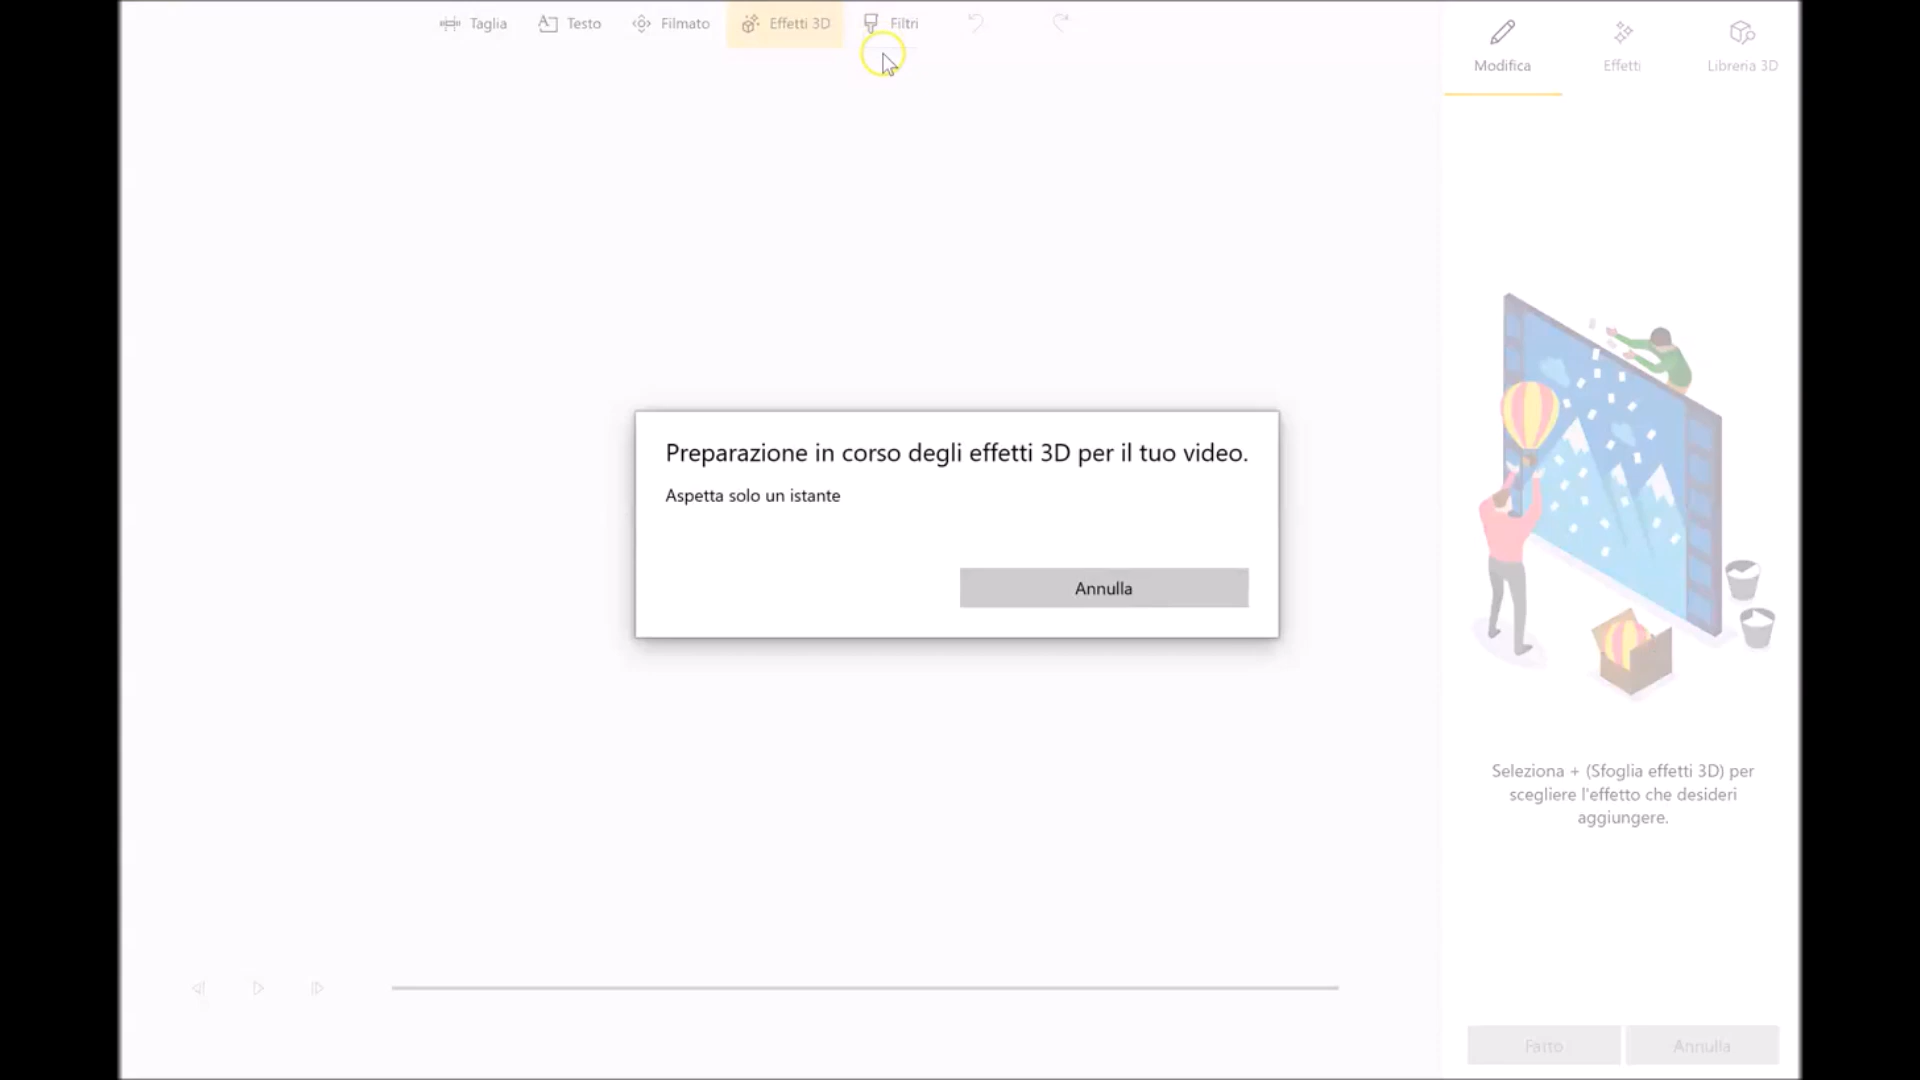 Taglia
Testo
Filmato
Effetti 3D
Filtri
Modifica
Effetti
Libreria 3D
Preparazione in corso degli effetti 3D per il tuo video.
Aspetta solo un istante
Annulla
Seleziona + (Sfoglia effetti 3D) per
scegliere l'effetto che desideri
aggiungere.
Fatto
Annulla